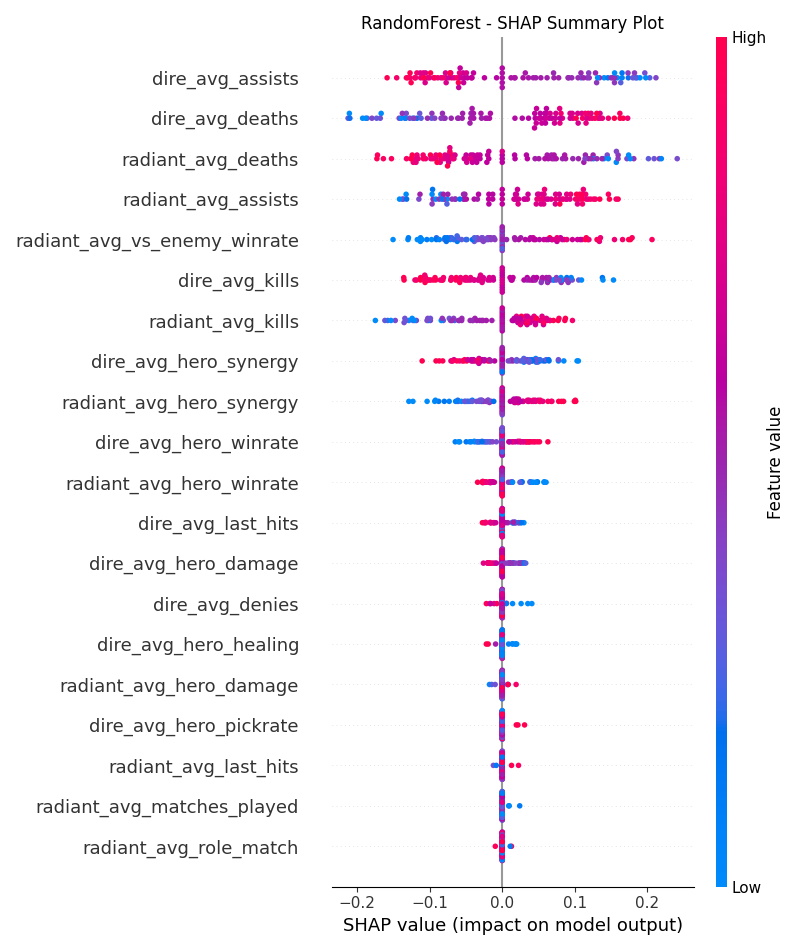 RandomForest - SHAP Summary Plot
High
dire_avg_assists
dire_avg_deaths
radiant_avg_deaths
radiant_avg_assists
radiant_avg_vs_enemy_winrate
dire_avg_kills
radiant_avg_kills
dire_avg_hero_synergy
radiant_avg_hero_synergy
dire_avg_hero_winrate
radiant_avg_hero_winrate
dire_avg_last_hits
dire_avg_hero_damage
dire_avg_denies
dire_avg_hero_healing
radiant_avg_hero_damage
dire_avg_hero_pickrate
radiant_avg_last_hits
radiant_avg_matches_played
radiant_avg_role_match
Feature value
Low
−0.2 −0.1 0.0 0.1 0.2
SHAP value (impact on model output)